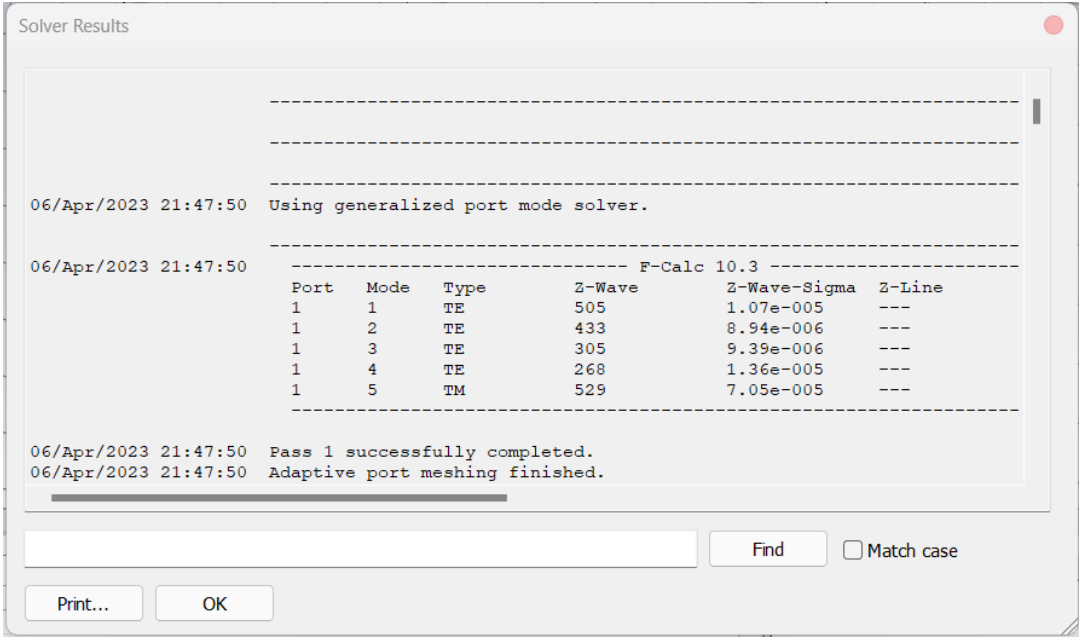 Solver Results
--------------------------------------------------------------------
--------------------------------------------------------------------
--------------------------------------------------------------------
06/Apr/2023 21:47:50 Using generalized port mode solver.
--------------------------------------------------------------------
06/Apr/2023 21:47:50 ------------------------------- F-Calc 10.3 -----------------------
Port Mode Type Z-Wave Z-Wave-Sigma Z-Line
1 1 TE 505 1.07e-005 ---
1 2 TE 433 8.94e-006 ---
1 3 TE 305 9.39e-006 ---
1 4 TE 268 1.36e-005 ---
1 5 TM 529 7.05e-005 ---
------------------------------------------------------------------
06/Apr/2023 21:47:50 Pass 1 successfully completed.
06/Apr/2023 21:47:50 Adaptive port meshing finished.
Find Match case
Print... OK